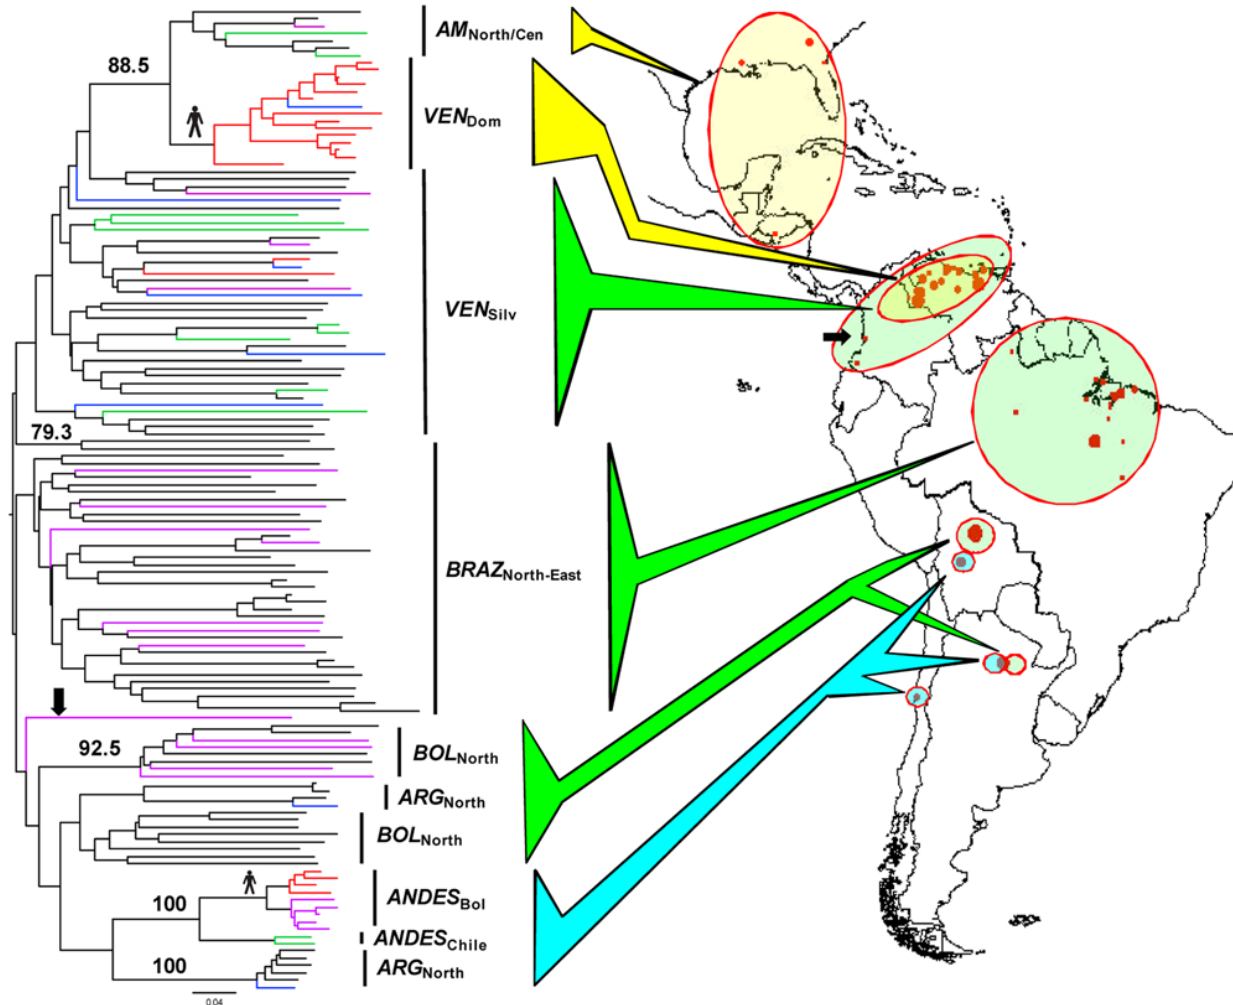 AMNorth/Cen
88.5
VENDom
VENSilv
79.3
BRAZNorth-East
92.5
BOLNorth
ARGNorth
BOLNorth
100
ANDESBol
ANDESChile
100
ARGNorth
0.04